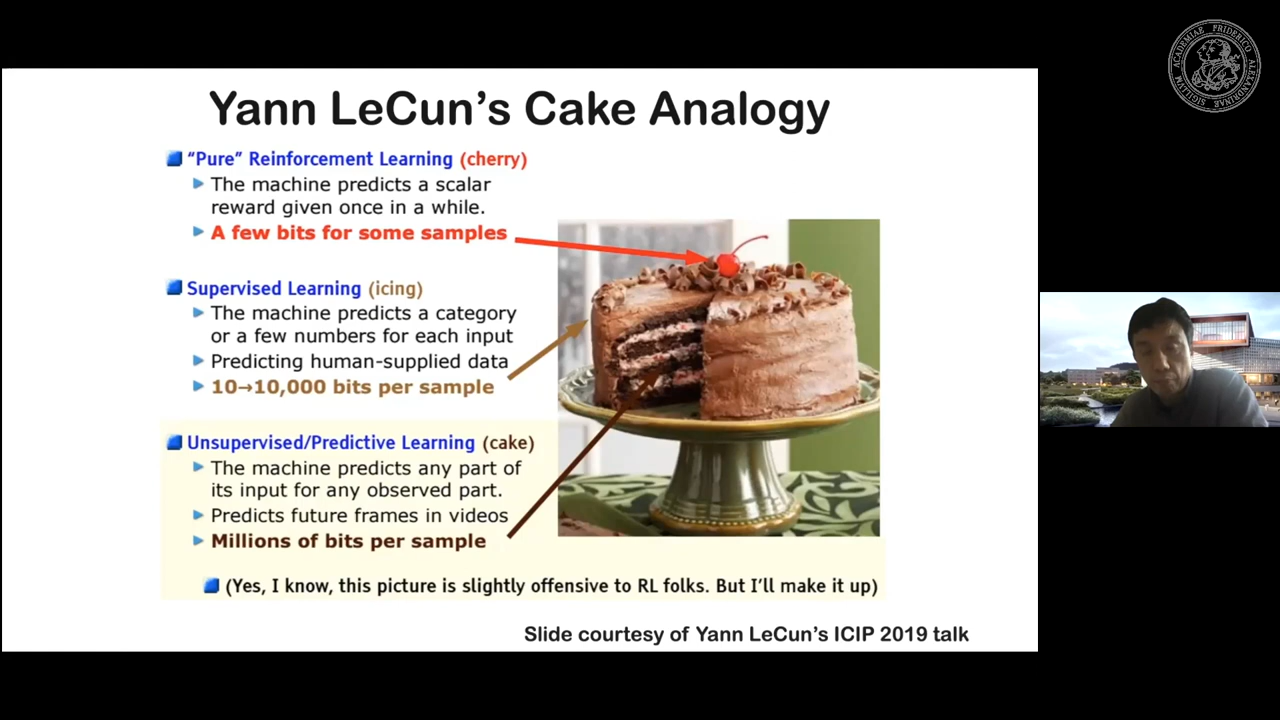 Yann LeCun's Cake Analogy
"Pure" Reinforcement Learning (cherry)
The machine predicts a scalar
reward given once in a while.
A few bits for some samples
Supervised Learning (icing)
The machine predicts a category
or a few numbers for each input
Predicting human-supplied data
10→10,000 bits per sample
Unsupervised/Predictive Learning (cake)
The machine predicts any part of
its input for any observed part.
Predicts future frames in videos
Millions of bits per sample
(Yes, I know, this picture is slightly offensive to RL folks. But I'll make it up)
Slide courtesy of Yann LeCun's ICIP 2019 talk
SIGILLVM ACADEMIAE FRIDERICO ALEXANDRINAE